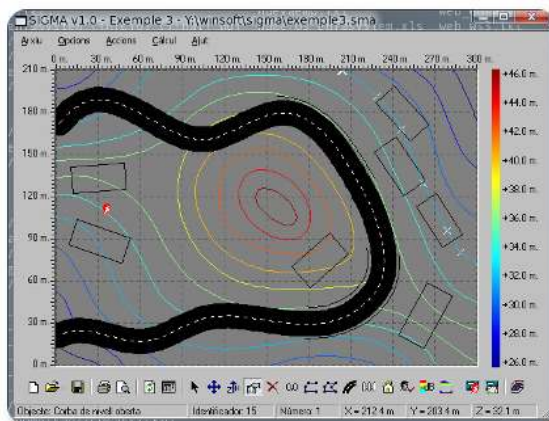 SIGMA v1.0 - Exemple 3 - Y:\winsoft\sigma\exemple3.sma
Arxiu Opcions Accions Càlcul Ajut
0 m. 30 m. 60 m. 90 m. 120 m. 150 m. 180 m. 210 m. 240 m. 270 m. 300 m.
210 m.
180 m.
150 m.
120 m.
90 m.
60 m.
30 m.
0 m.
+46.0 m.
+44.0 m.
+42.0 m.
+40.0 m.
+38.0 m.
+36.0 m.
+34.0 m.
+32.0 m.
+30.0 m.
+28.0 m.
+26.0 m.
Objecte: Corba de nivell oberta Identificador: 15 Número: 1 X = 212.4 m Y = 203.4 m Z = 32.1 m